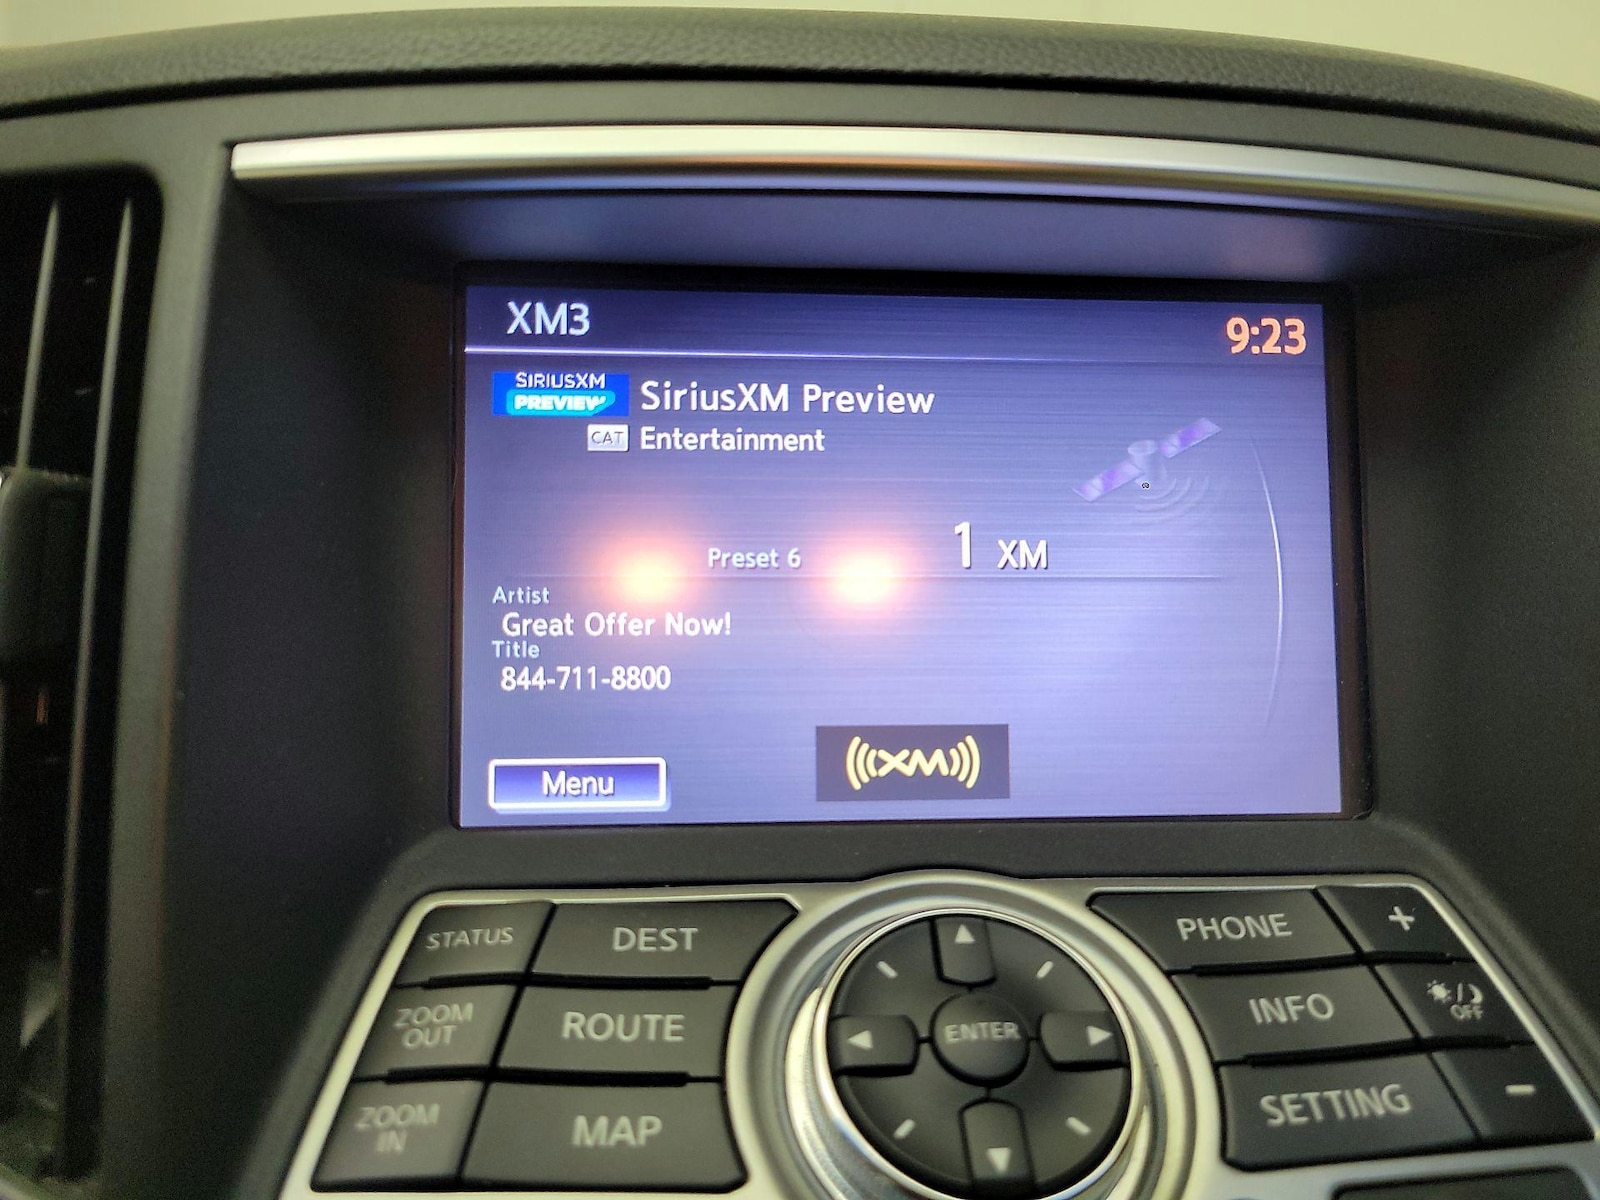 XM3
9:23
SIRIUSXM
PREVIEW
SiriusXM Preview
CAT Entertainment
Preset 6
1 XM
Artist
Great Offer Now!
Title
844-711-8800
Menu
XM
STATUS
DEST
PHONE
+
ZOOM
OUT
ROUTE
ENTER
INFO
OFF
ZOOM
IN
MAP
SETTING
−